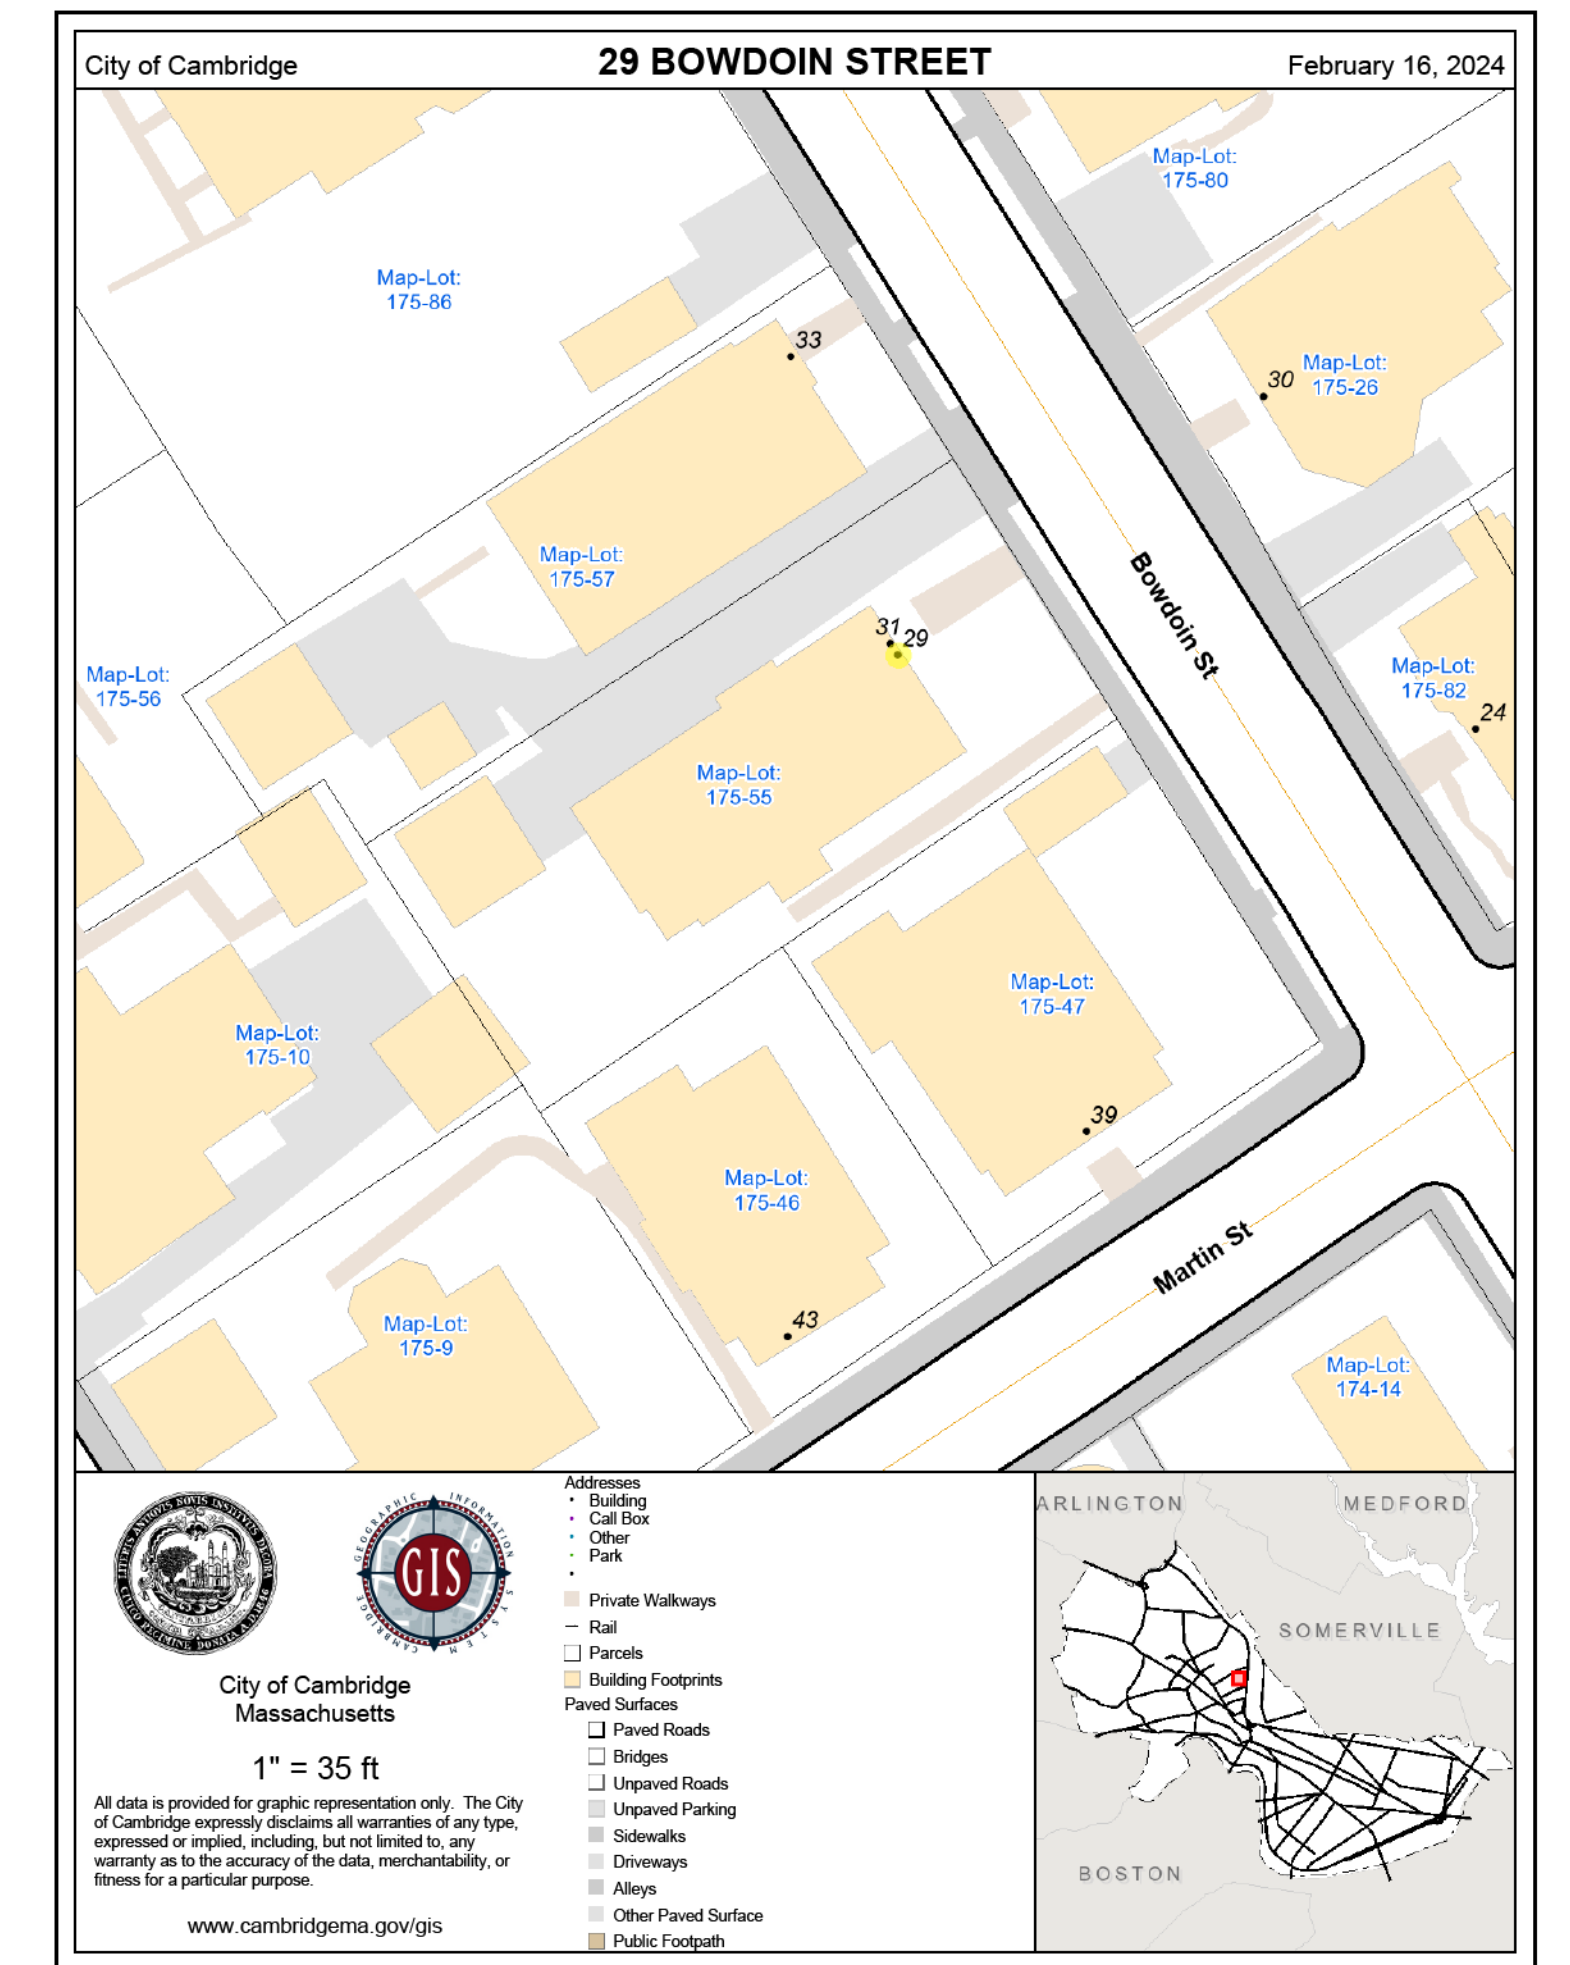 City of Cambridge
29 BOWDOIN STREET
February 16, 2024
Map-Lot:
175-80
Map-Lot:
175-86
33
30
Map-Lot:
175-26
Map-Lot:
175-57
Bowdoin St
31
29
Map-Lot:
175-56
Map-Lot:
175-82
24
Map-Lot:
175-55
Map-Lot:
175-47
Map-Lot:
175-10
39
Map-Lot:
175-46
Martin St
43
Map-Lot:
175-9
Map-Lot:
174-14
GEOGRAPHIC INFORMATION SYSTEM
CAMBRIDGE
GIS
City of Cambridge
Massachusetts
1" = 35 ft
All data is provided for graphic representation only. The City
of Cambridge expressly disclaims all warranties of any type,
expressed or implied, including, but not limited to, any
warranty as to the accuracy of the data, merchantability, or
fitness for a particular purpose.
www.cambridgema.gov/gis
Addresses
Building
Call Box
Other
Park
Private Walkways
Rail
Parcels
Building Footprints
Paved Surfaces
Paved Roads
Bridges
Unpaved Roads
Unpaved Parking
Sidewalks
Driveways
Alleys
Other Paved Surface
Public Footpath
ARLINGTON
MEDFORD
SOMERVILLE
BOSTON